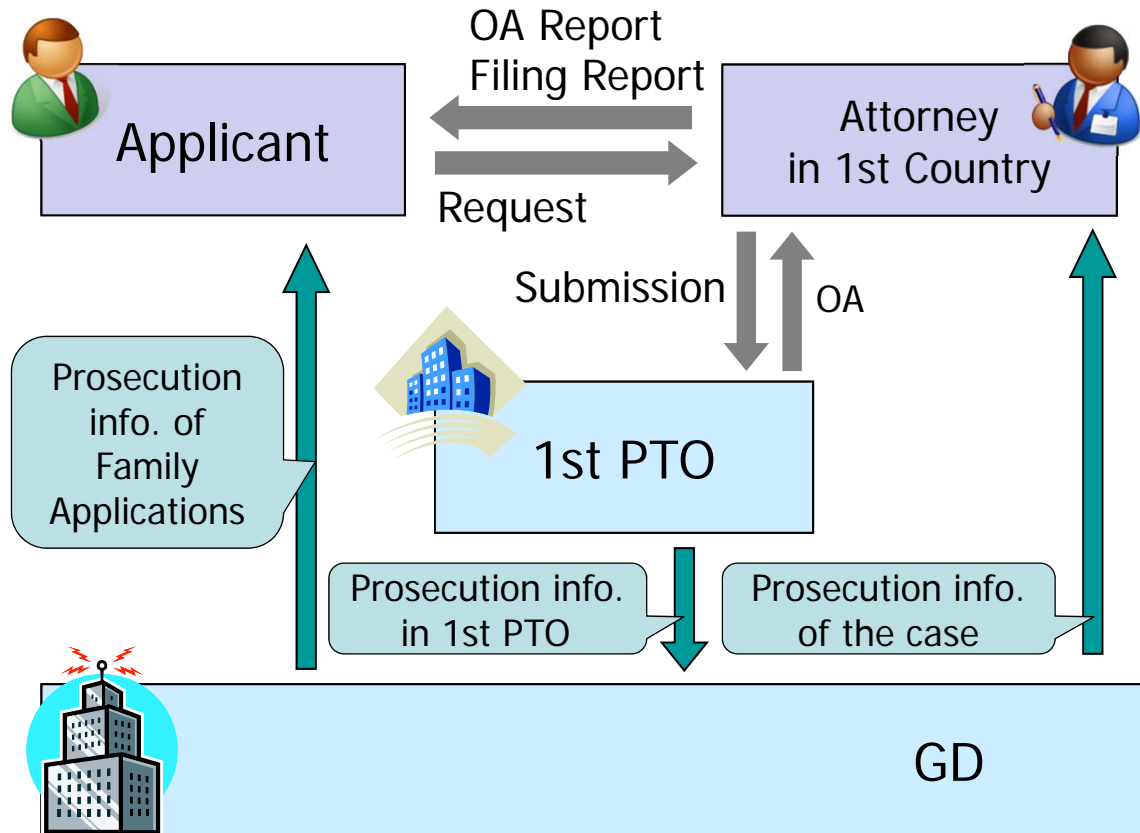 OA Report
Filing Report
Applicant
Attorney
in 1st Country
Request
Submission
OA
Prosecution
info. of
Family
Applications
1st PTO
Prosecution info.
in 1st PTO
Prosecution info.
of the case
GD